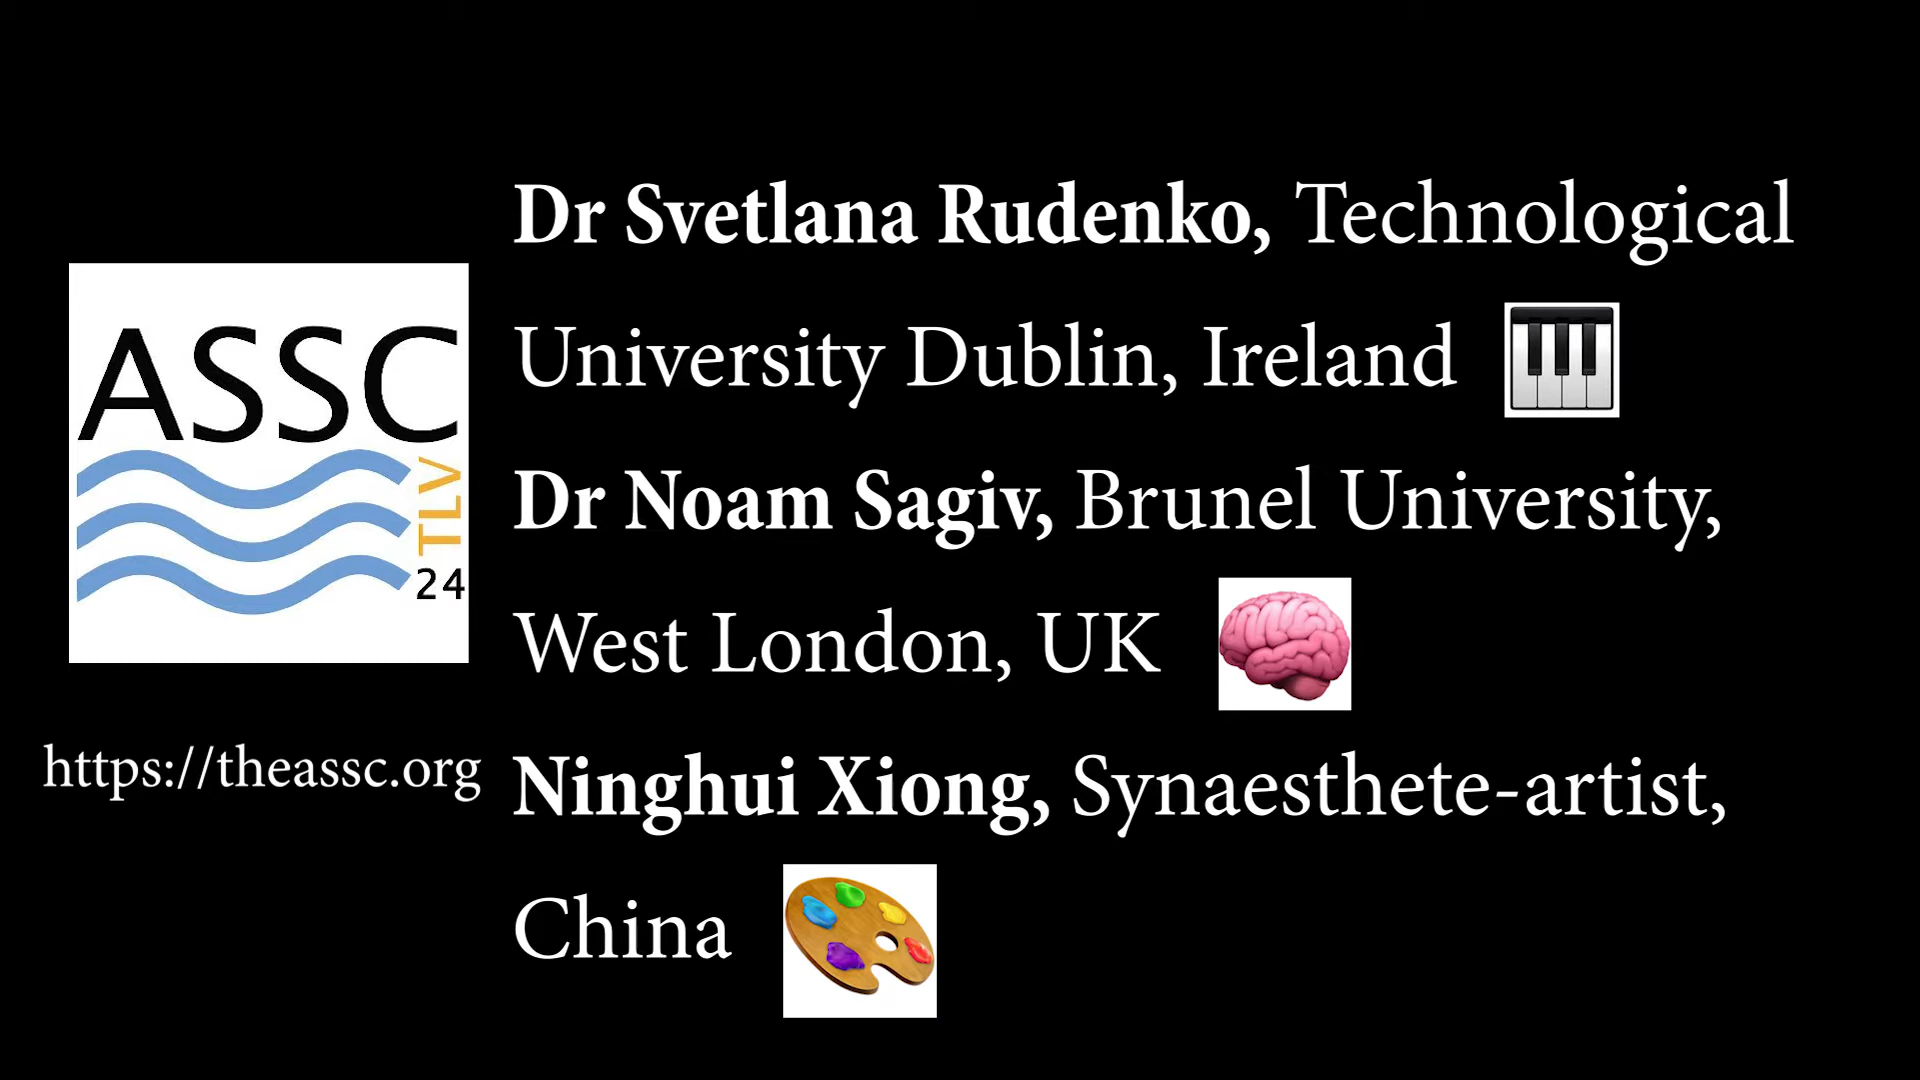 ASSC
TLV
24
https://theassc.org
Dr Svetlana Rudenko, Technological
University Dublin, Ireland
Dr Noam Sagiv, Brunel University,
West London, UK
Ninghui Xiong, Synaesthete-artist,
China